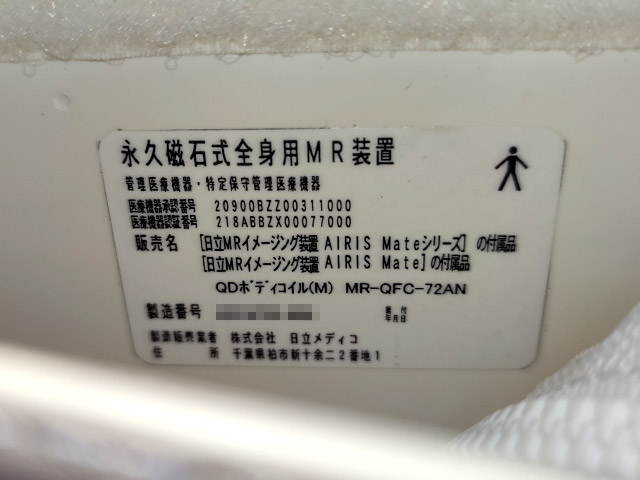 永久磁石式全身用MR装置
管理医療機器・特定保守管理医療機器
医療機器承認番号 20900BZZ00311000
医療機器認証番号 218ABBZX00077000
販売名 [日立MRイメージング装置 AIRIS Mateシリーズ] の付属品
[日立MRイメージング装置 AIRIS Mate] の付属品
QDボディコイル(M) MR-QFC-72AN
製造番号
据付年月日
製造販売業者 株式会社 日立メディコ
住所 千葉県柏市新十余二2番地1